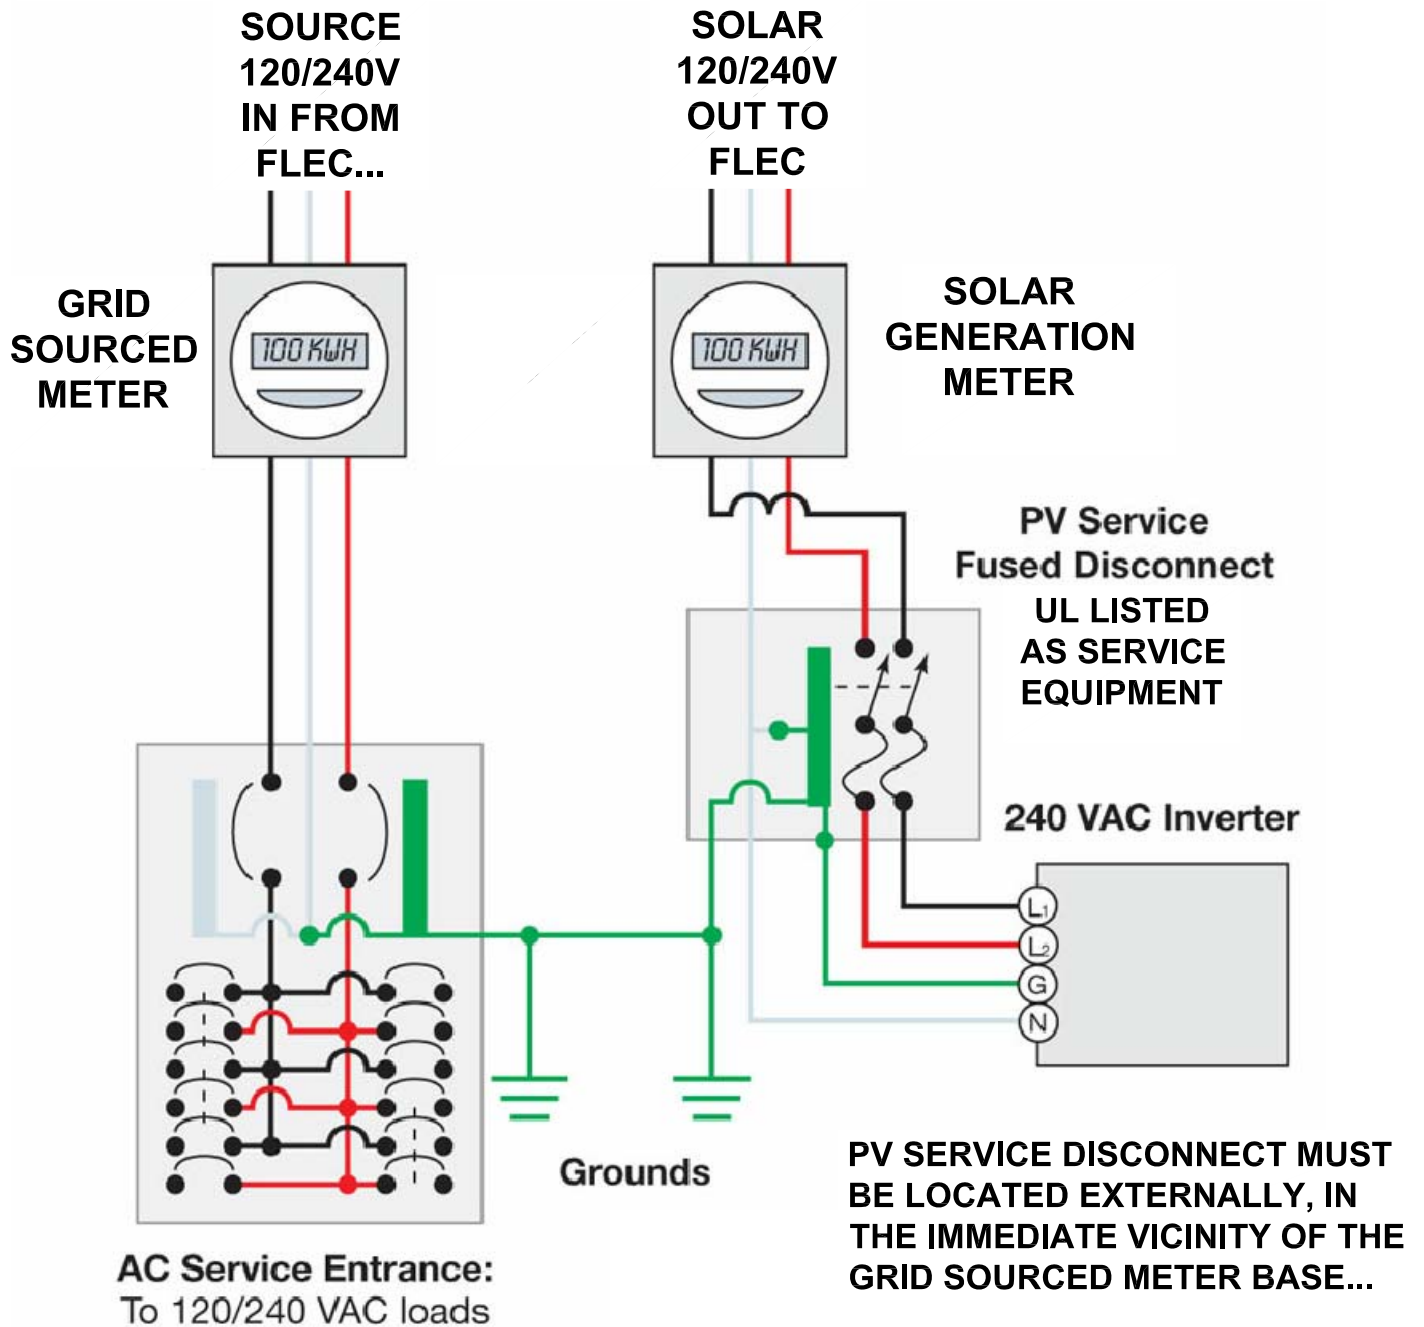 SOURCE
120/240V
IN FROM
FLEC...
SOLAR
120/240V
OUT TO
FLEC
GRID
SOURCED
METER
100 KWH
100 KWH
SOLAR
GENERATION
METER
PV Service
Fused Disconnect
UL LISTED
AS SERVICE
EQUIPMENT
240 VAC Inverter
L1
L2
G
N
Grounds
PV SERVICE DISCONNECT MUST
BE LOCATED EXTERNALLY, IN
THE IMMEDIATE VICINITY OF THE
GRID SOURCED METER BASE...
AC Service Entrance:
To 120/240 VAC loads